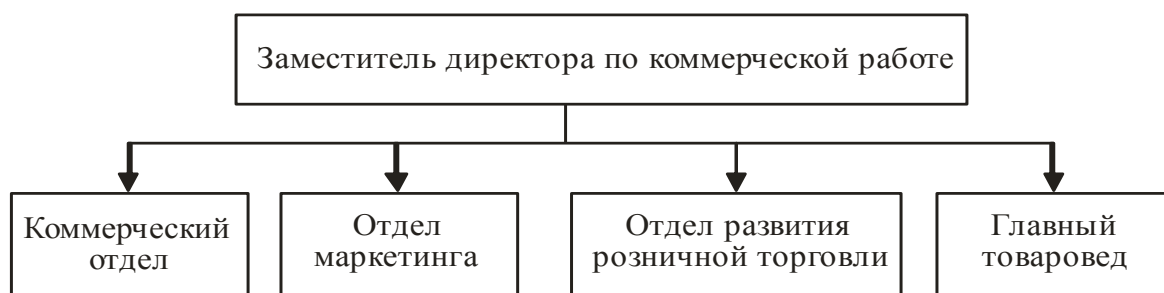 Заместитель директора по коммерческой работе
Коммерческий
отдел
Отдел
маркетинга
Отдел развития
розничной торговли
Главный
товаровед